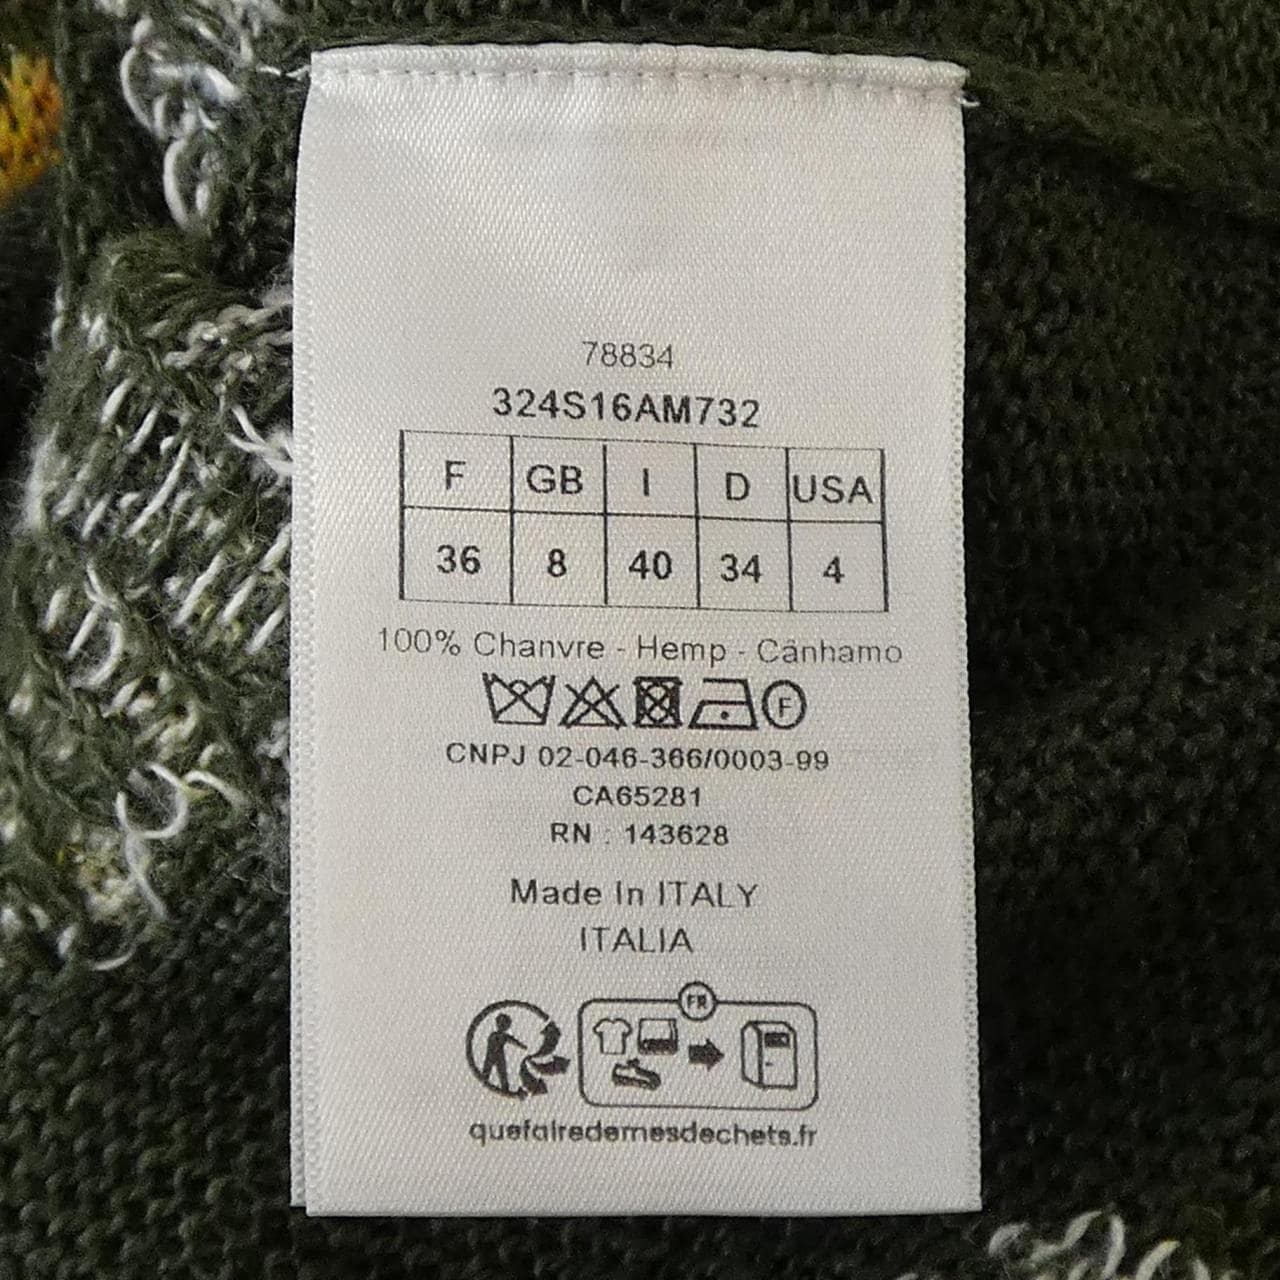 78834
324S16AM732
F GB I D USA
36 8 40 34 4
100% Chanvre - Hemp - Cânhamo
F
CNPJ 02-046-366/0003-99
CA65281
RN : 143628
Made In ITALY
ITALIA
FR
quefairedemesdechets.fr